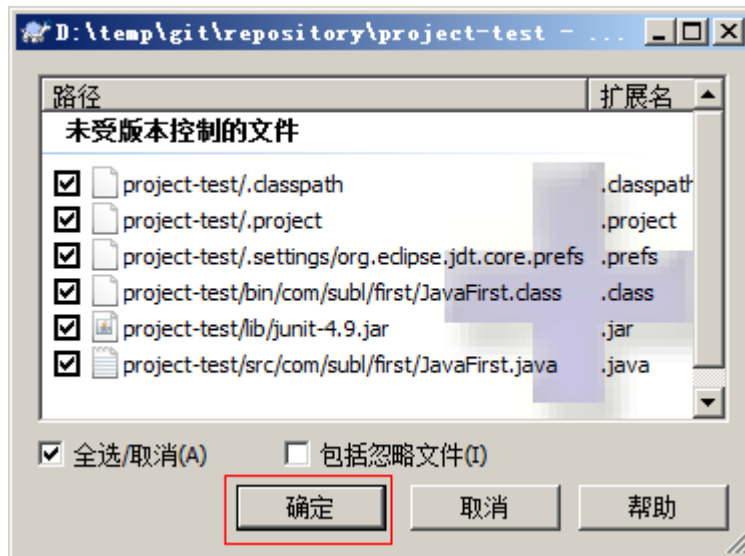 D:\temp\git\repository\project-test - ...
路径 扩展名
未受版本控制的文件
project-test/.classpath .classpath
project-test/.project .project
project-test/.settings/org.eclipse.jdt.core.prefs .prefs
project-test/bin/com/subl/first/JavaFirst.class .class
project-test/lib/junit-4.9.jar .jar
project-test/src/com/subl/first/JavaFirst.java .java
全选/取消(A) 包括忽略文件(I)
确定 取消 帮助